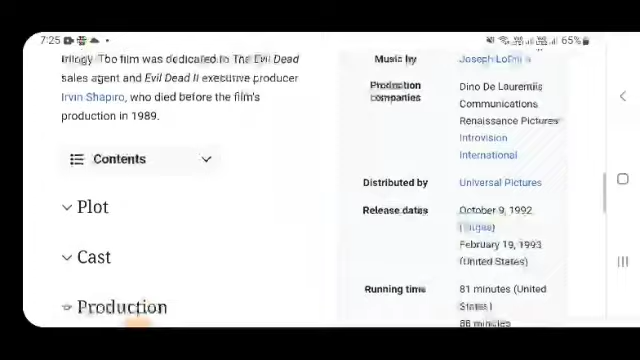 7:25
65%
trilogy. The film was dedicated to The Evil Dead
sales agent and Evil Dead II executive producer
Irvin Shapiro, who died before the film's
production in 1989.
Contents
Plot
Cast
Production
Music by
Joseph
Production
companies
Dino De Laurentiis
Communications
Renaissance Pictures
Introvision
International
Distributed by
Universal Pictures
Release dates
October 9, 1992
February 19, 1993
(United States)
Running time
81 minutes (United
States)
88 minutes